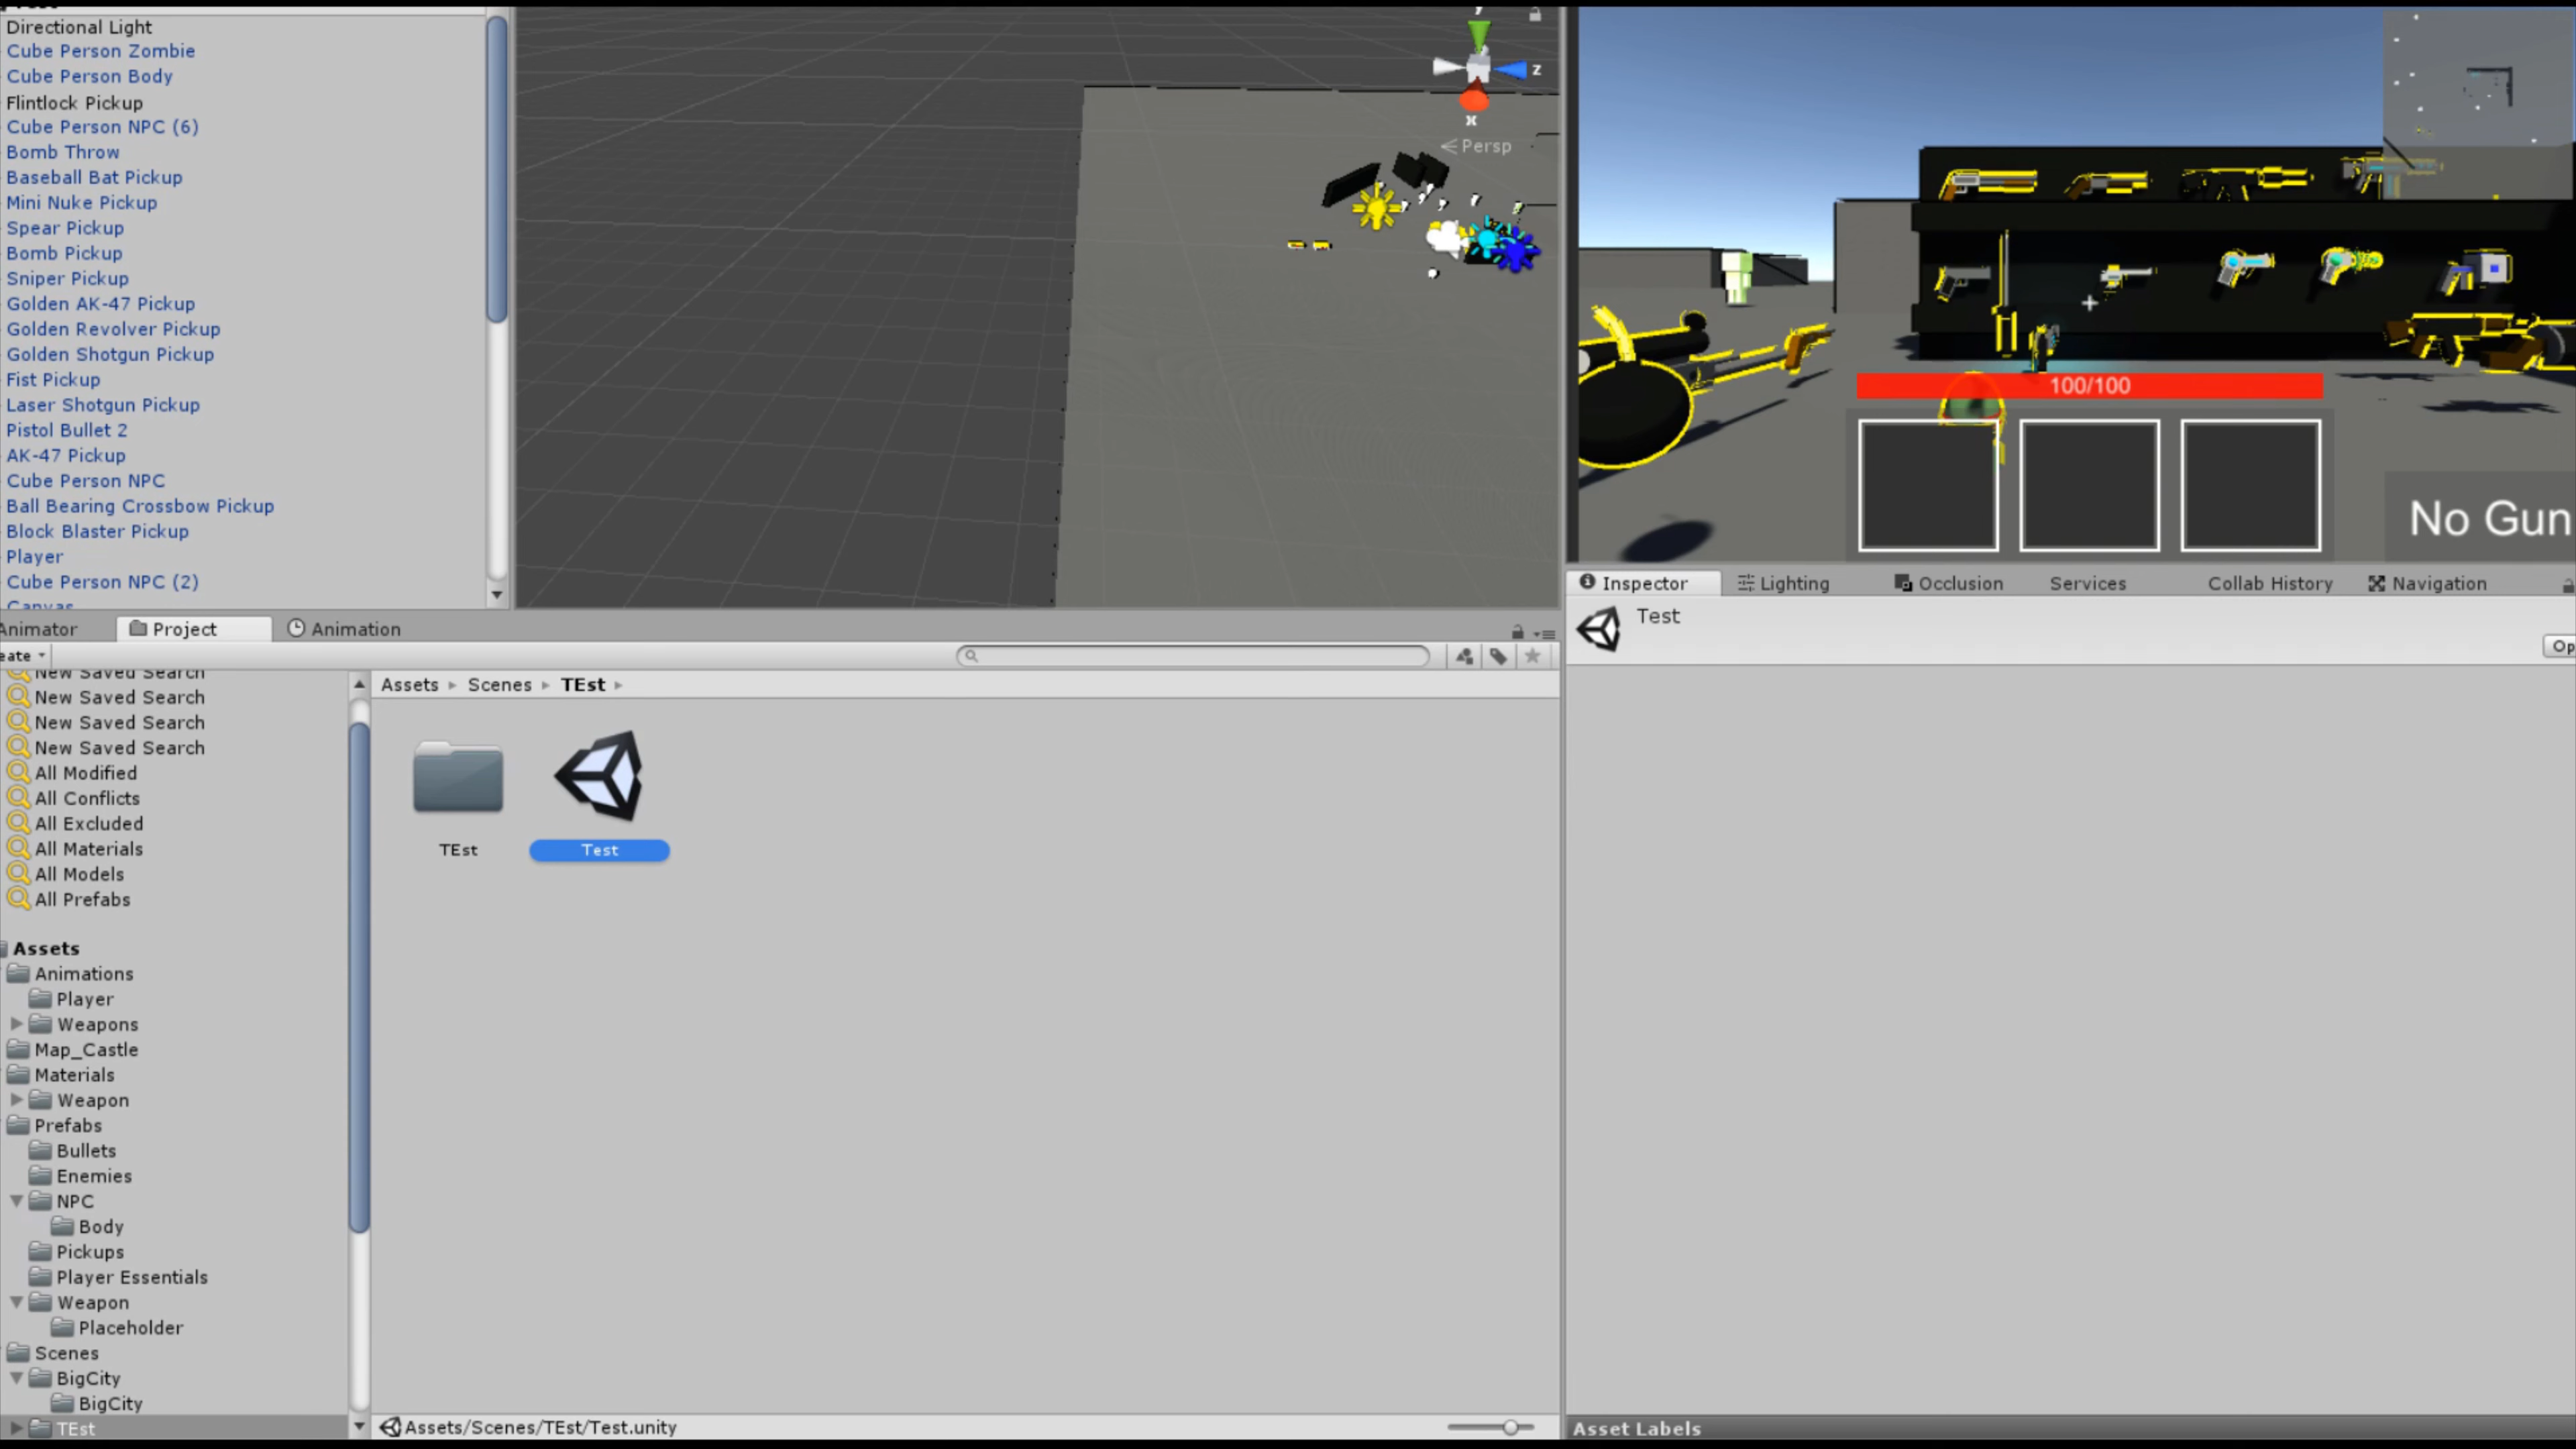 Directional Light
Cube Person Zombie
Cube Person Body
Flintlock Pickup
Cube Person NPC (6)
Bomb Throw
Baseball Bat Pickup
Mini Nuke Pickup
Spear Pickup
Bomb Pickup
Sniper Pickup
Golden AK-47 Pickup
Golden Revolver Pickup
Golden Shotgun Pickup
Fist Pickup
Laser Shotgun Pickup
Pistol Bullet 2
AK-47 Pickup
Cube Person NPC
Ball Bearing Crossbow Pickup
Block Blaster Pickup
Player
Cube Person NPC (2)
Canvas
y
z
x
Persp
100/100
No Gun
Animator
Project
Animation
eate
New Saved Search
New Saved Search
New Saved Search
New Saved Search
All Modified
All Conflicts
All Excluded
All Materials
All Models
All Prefabs
Assets
Animations
Player
Weapons
Map_Castle
Materials
Weapon
Prefabs
Bullets
Enemies
NPC
Body
Pickups
Player Essentials
Weapon
Placeholder
Scenes
BigCity
BigCity
TEst
Assets Scenes TEst
TEst
Test
Assets/Scenes/TEst/Test.unity
Inspector
Lighting
Occlusion
Services
Collab History
Navigation
Test
Op
Asset Labels